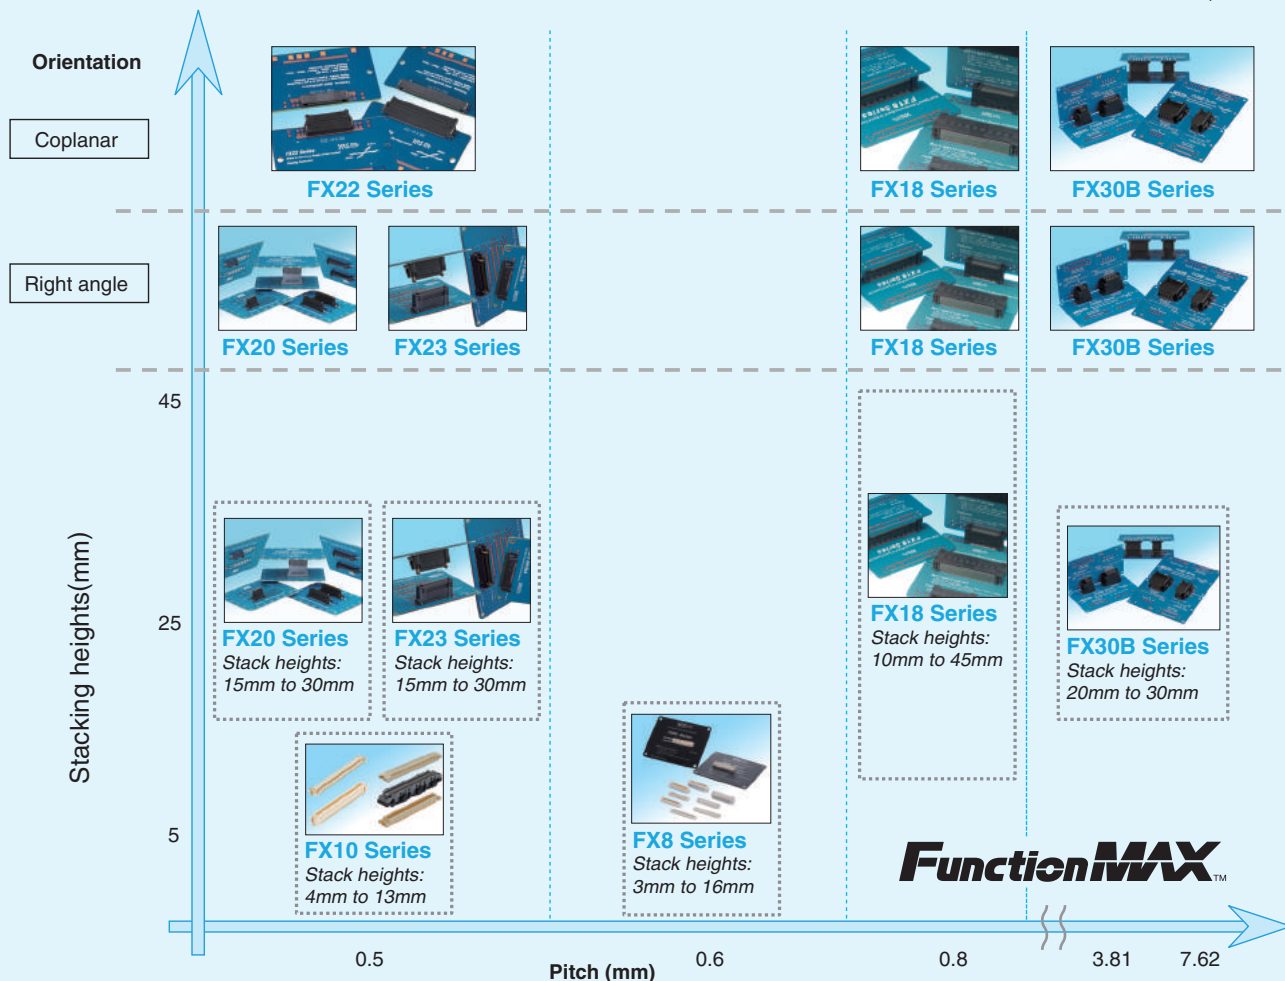 Orientation
Coplanar
FX22 Series
FX18 Series
FX30B Series
Right angle
FX20 Series
FX23 Series
FX18 Series
FX30B Series
45
25
5
Stacking heights(mm)
FX20 Series
Stack heights:
15mm to 30mm
FX23 Series
Stack heights:
15mm to 30mm
FX18 Series
Stack heights:
10mm to 45mm
FX30B Series
Stack heights:
20mm to 30mm
FX10 Series
Stack heights:
4mm to 13mm
FX8 Series
Stack heights:
3mm to 16mm
FunctionMAX™
0.5
0.6
0.8
3.81
7.62
Pitch (mm)